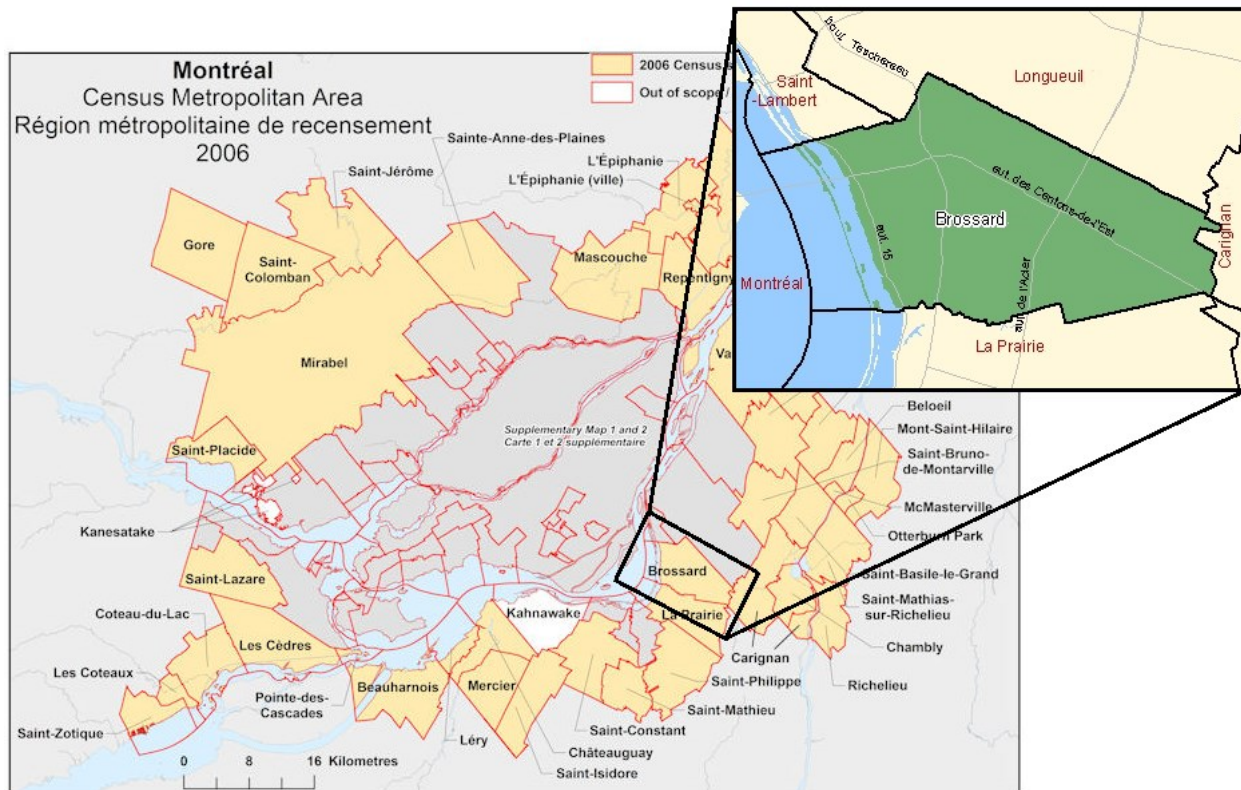 Montréal
Census Metropolitan Area
Région métropolitaine de recensement
2006
2006 Census
Out of scope /
Sainte-Anne-des-Plaines
Saint-Jérôme
L'Épiphanie
L'Épiphanie (ville)
Gore
Saint-
Colomban
Mascouche
Repentigny
Mirabel
Va
Supplementary Map 1 and 2
Carte 1 et 2 supplémentaire
Saint-Placide
Kanesatake
Saint-Lazare
Coteau-du-Lac
Les Cèdres
Les Coteaux
Saint-Zotique
Pointe-des-
Cascades
Beauharnois
Mercier
Kahnawake
Léry
Châteauguay
Saint-Isidore
Saint-Constant
Saint-Mathieu
Saint-Philippe
Brossard
La Prairie
Carignan
Richelieu
Chambly
Saint-Mathias-
sur-Richelieu
Saint-Basile-le-Grand
Otterburn Park
McMasterville
Saint-Bruno-
de-Montarville
Mont-Saint-Hilaire
Beloeil
0 8 16 Kilometres
boul. Taschereau
Saint
-Lambert
Longueuil
aut. des Cantons-de-l'Est
Brossard
Carignan
aut. 15
Montréal
aut. de l'Acier
La Prairie